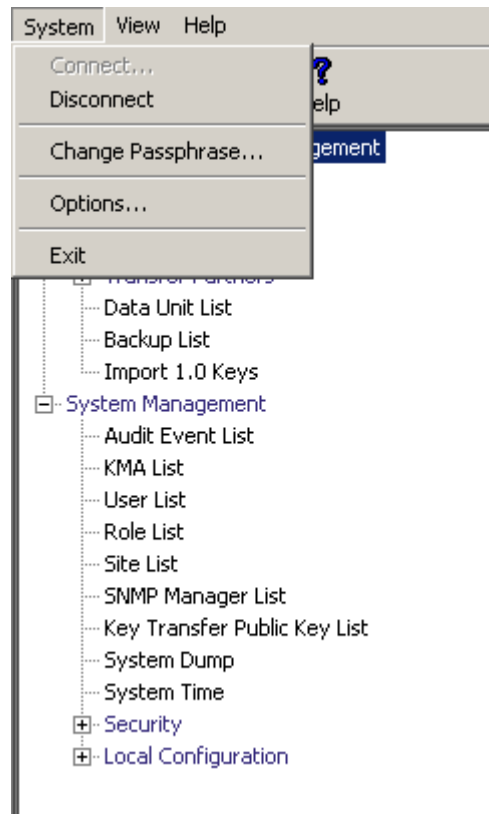 System View Help
Connect...
Disconnect
elp
Change Passphrase...
gement
Options...
Exit
Data Unit List
Backup List
Import 1.0 Keys
System Management
Audit Event List
KMA List
User List
Role List
Site List
SNMP Manager List
Key Transfer Public Key List
System Dump
System Time
Security
Local Configuration